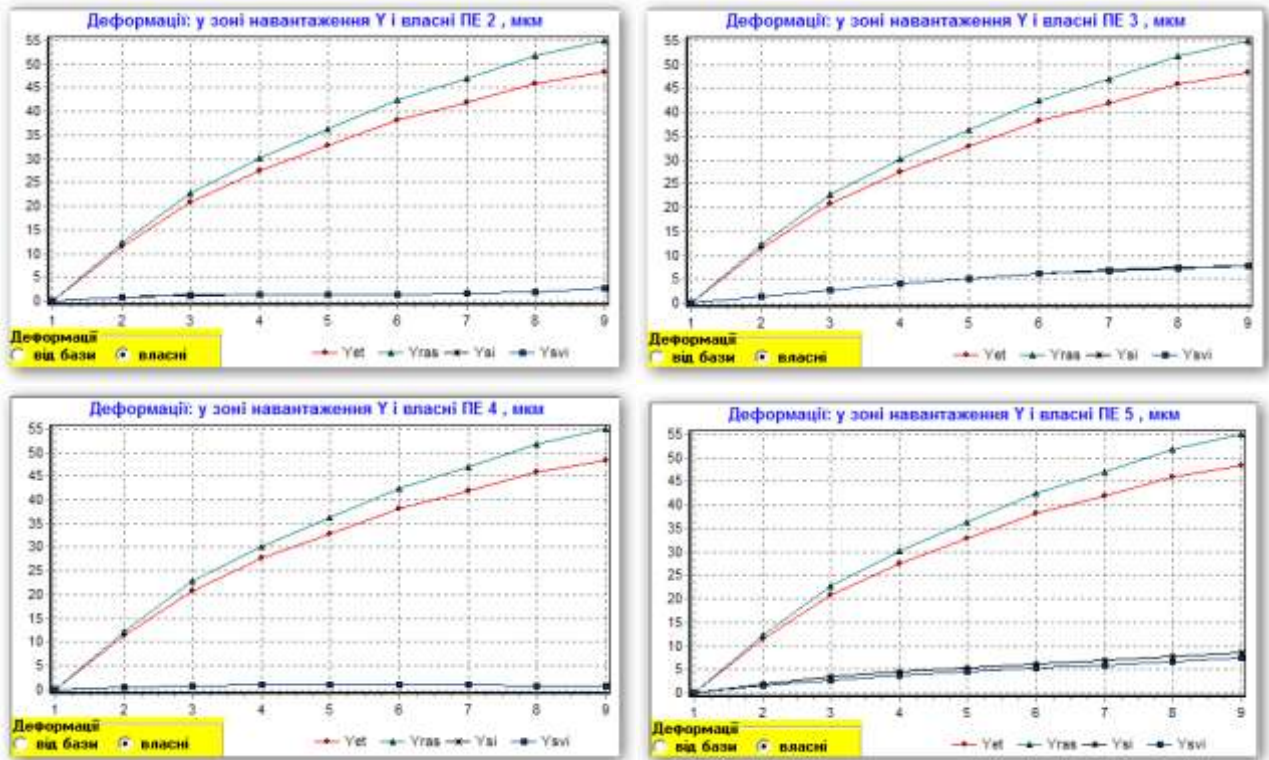 Деформації: у зоні навантаження Y і власні ПЕ 2 , мкм
55
50
45
40
35
30
25
20
15
10
5
0
1 2 3 4 5 6 7 8 9
Деформації
від бази власні
Yet Yras Ysi Ysvi
Деформації: у зоні навантаження Y і власні ПЕ 3 , мкм
55
50
45
40
35
30
25
20
15
10
5
0
1 2 3 4 5 6 7 8 9
Деформації
від бази власні
Yet Yras Ysi Ysvi
Деформації: у зоні навантаження Y і власні ПЕ 4 , мкм
55
50
45
40
35
30
25
20
15
10
5
0
1 2 3 4 5 6 7 8 9
Деформації
від бази власні
Yet Yras Ysi Ysvi
Деформації: у зоні навантаження Y і власні ПЕ 5 , мкм
55
50
45
40
35
30
25
20
15
10
5
0
1 2 3 4 5 6 7 8 9
Деформації
від бази власні
Yet Yras Ysi Ysvi